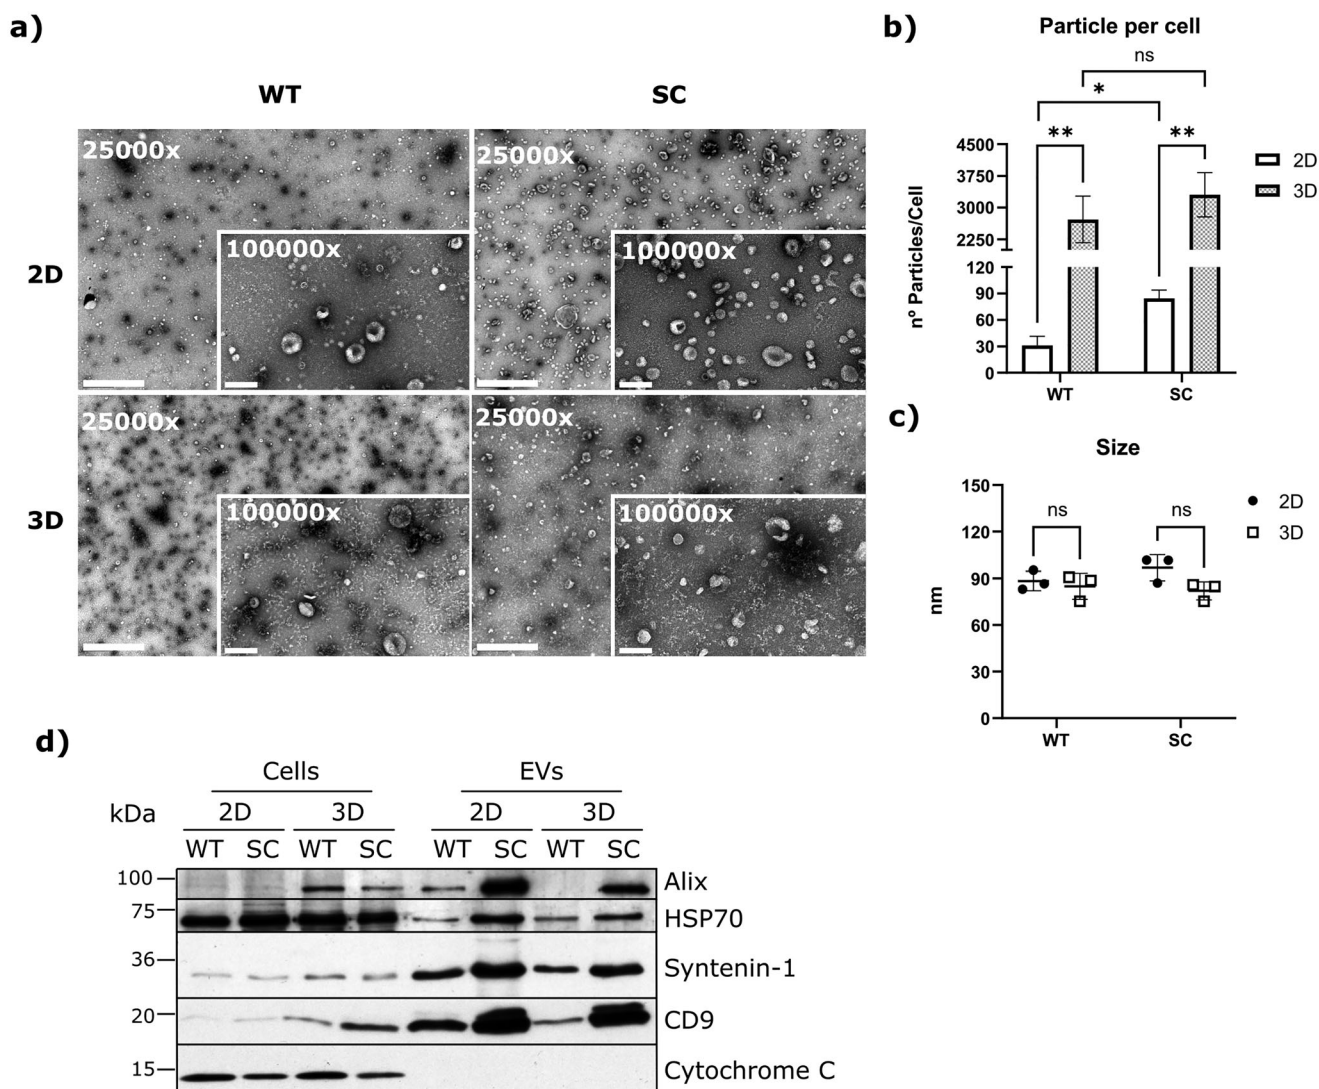 a)
WT SC
2D
25000x
100000x
25000x
100000x
3D
25000x
100000x
25000x
100000x
b)
Particle per cell
ns
*
** **
nº Particles/Cell
4500
3750
3000
2250
120
90
60
30
0
WT SC
2D
3D
c)
Size
nm
150
120
90
60
30
0
ns ns
WT SC
2D
3D
d)
Cells EVs
kDa 2D 3D 2D 3D
WT SC WT SC WT SC WT SC
100 Alix
75 HSP70
36 Syntenin-1
20 CD9
15 Cytochrome C